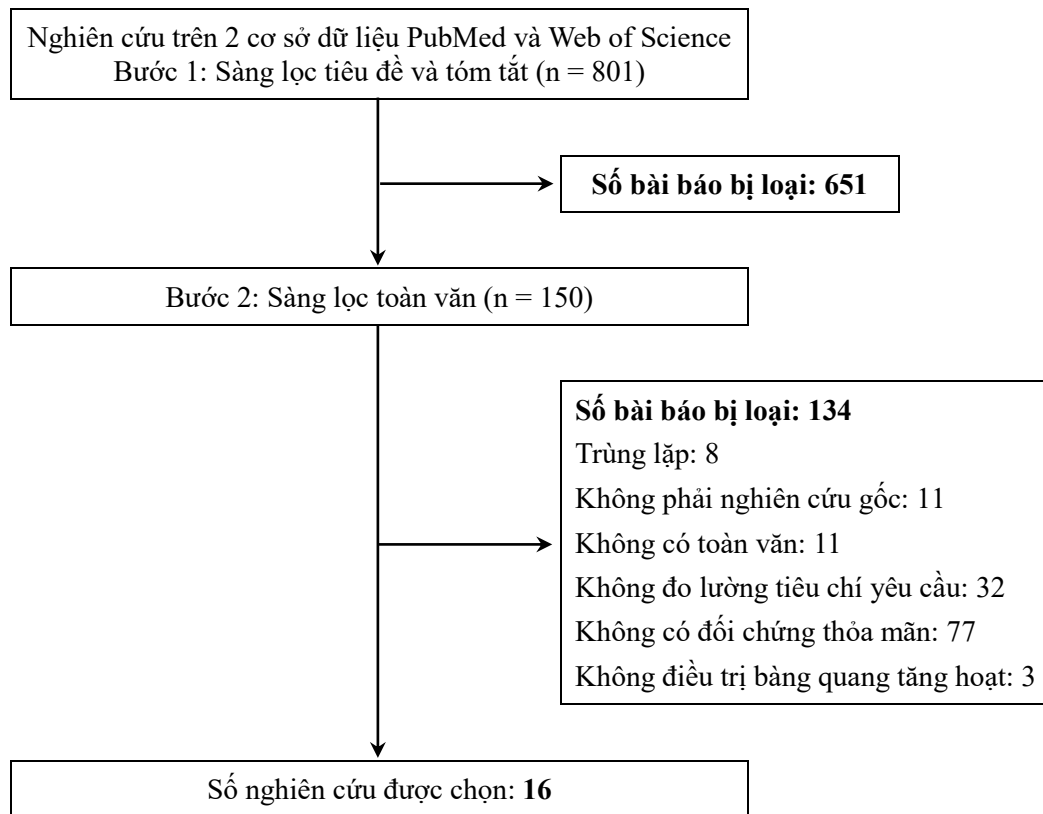 Nghiên cứu trên 2 cơ sở dữ liệu PubMed và Web of Science
Bước 1: Sàng lọc tiêu đề và tóm tắt (n = 801)
Số bài báo bị loại: 651
Bước 2: Sàng lọc toàn văn (n = 150)
Số bài báo bị loại: 134
Trùng lặp: 8
Không phải nghiên cứu gốc: 11
Không có toàn văn: 11
Không đo lường tiêu chí yêu cầu: 32
Không có đối chứng thỏa mãn: 77
Không điều trị bàng quang tăng hoạt: 3
Số nghiên cứu được chọn: 16